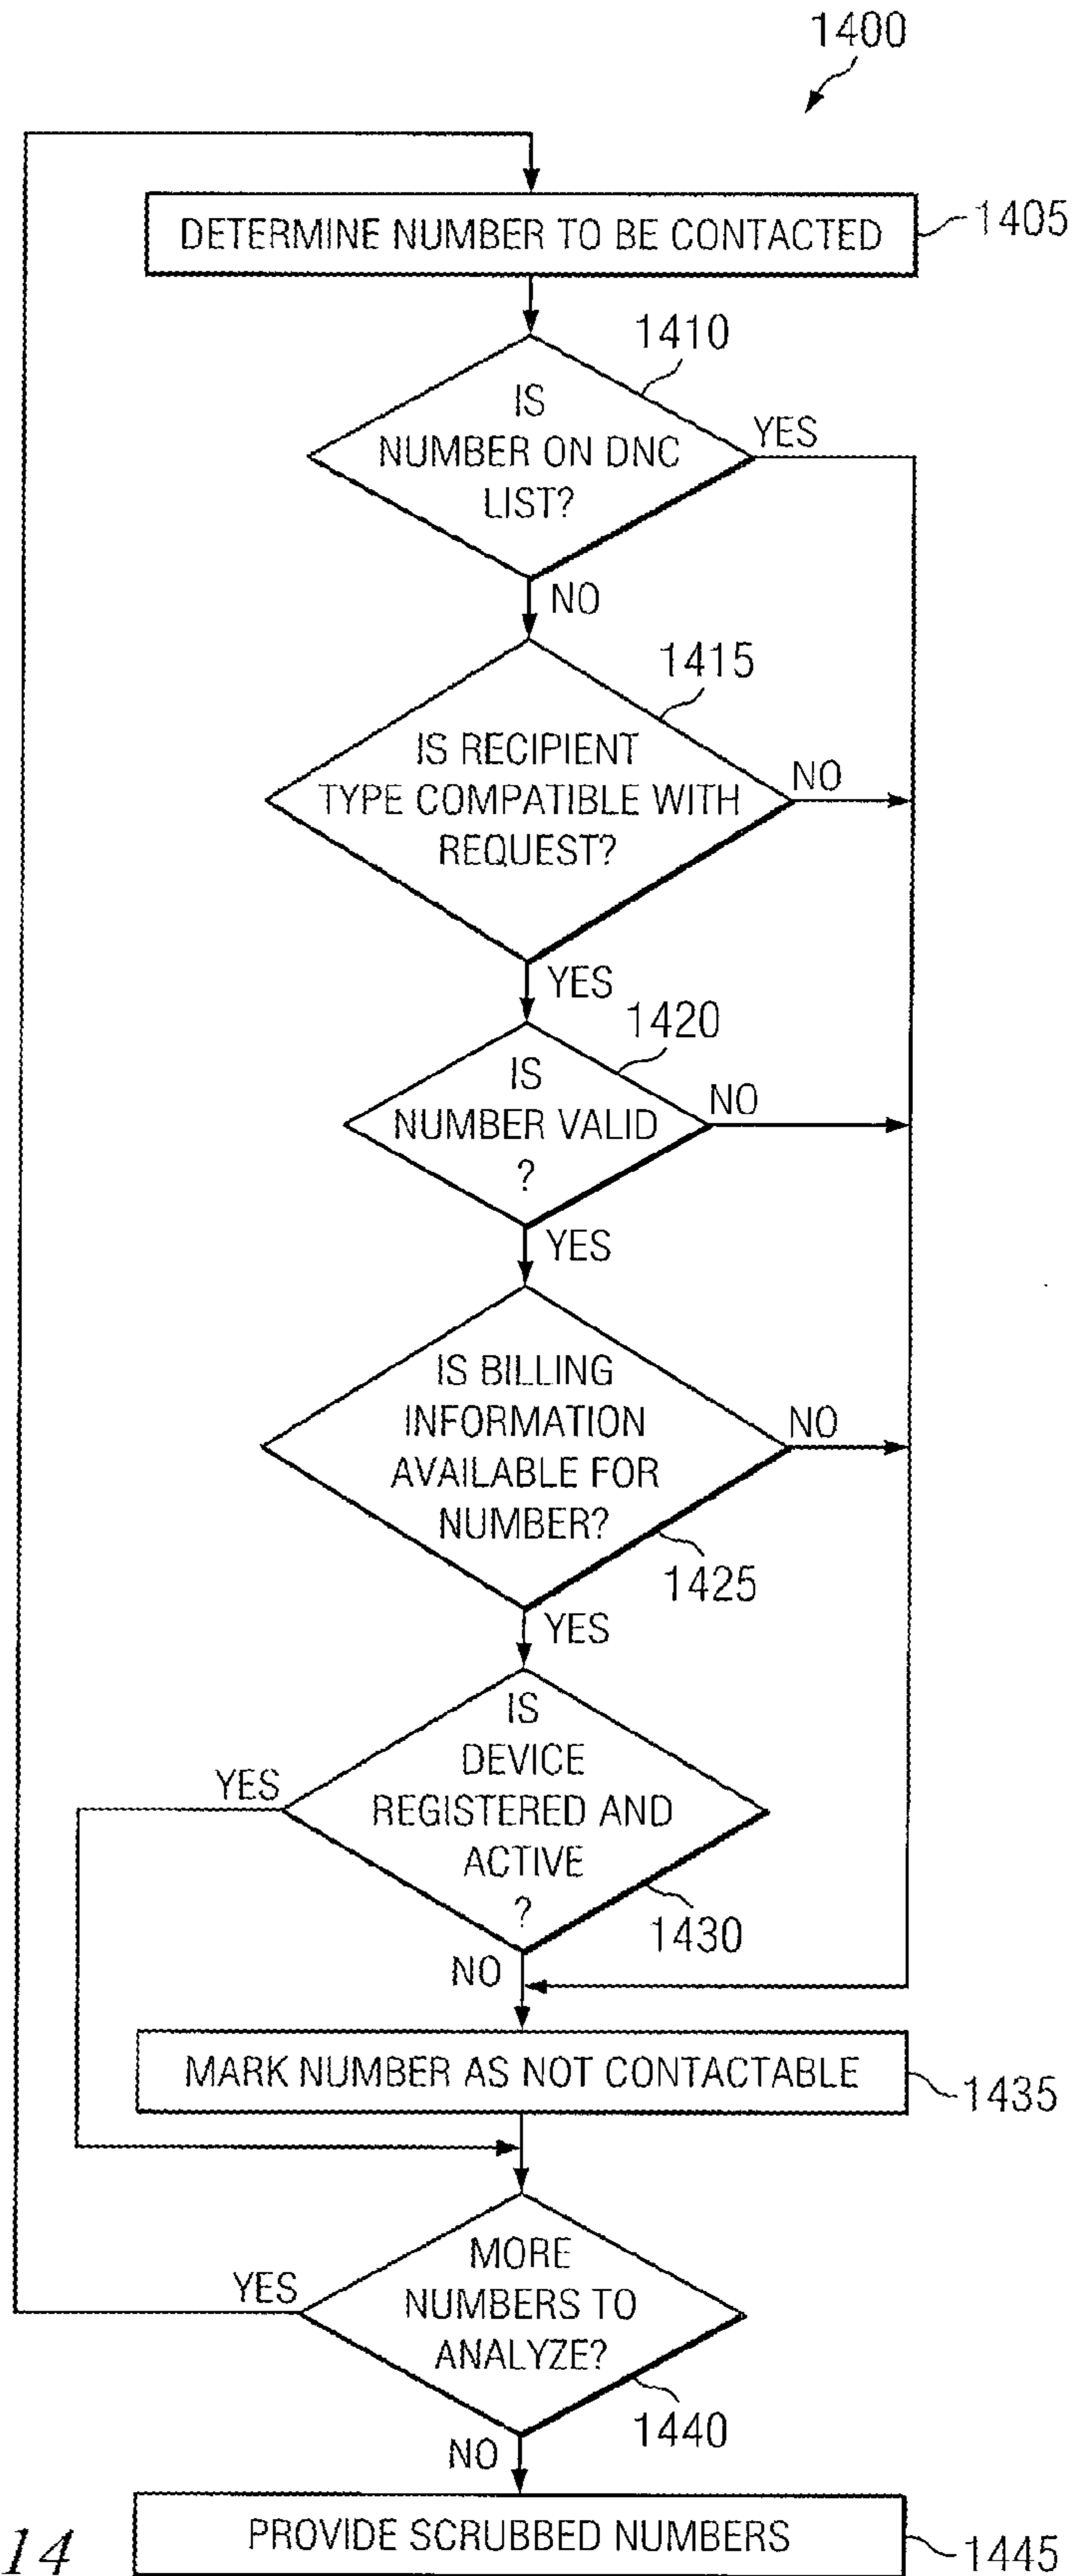 1400
DETERMINE NUMBER TO BE CONTACTED
1405
1410
IS
NUMBER ON DNC
LIST?
YES
NO
1415
IS RECIPIENT
TYPE COMPATIBLE WITH
REQUEST?
NO
YES
1420
IS
NUMBER VALID
?
NO
YES
IS BILLING
INFORMATION
AVAILABLE FOR
NUMBER?
NO
1425
YES
IS
DEVICE
REGISTERED AND
ACTIVE
?
YES
1430
NO
MARK NUMBER AS NOT CONTACTABLE
1435
MORE
NUMBERS TO
ANALYZE?
YES
1440
NO
PROVIDE SCRUBBED NUMBERS
1445
14